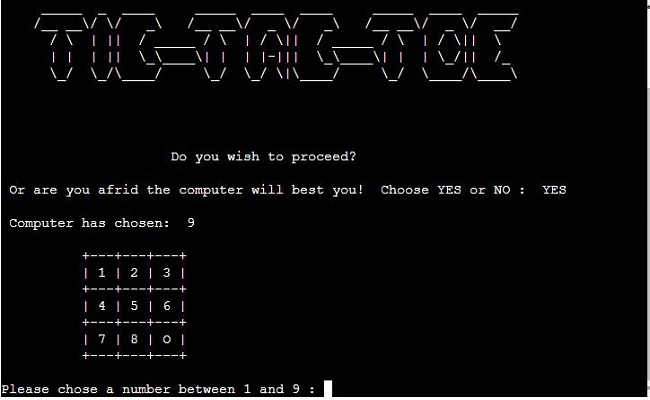 TIC-TAC-TOE
Do you wish to proceed?
Or are you afrid the computer will best you!  Choose YES or NO :  YES
Computer has chosen:  9
+---+---+---+
| 1 | 2 | 3 |
+---+---+---+
| 4 | 5 | 6 |
+---+---+---+
| 7 | 8 | O |
+---+---+---+
Please chose a number between 1 and 9 :